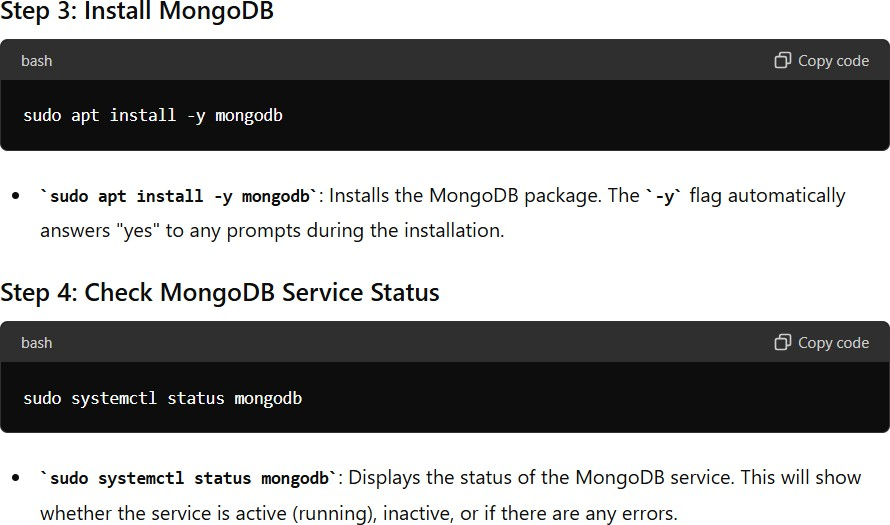 Step 3: Install MongoDB
bash
Copy code
sudo apt install -y mongodb
• `sudo apt install -y mongodb`: Installs the MongoDB package. The `-y` flag automatically
answers "yes" to any prompts during the installation.
Step 4: Check MongoDB Service Status
bash
Copy code
sudo systemctl status mongodb
• `sudo systemctl status mongodb`: Displays the status of the MongoDB service. This will show
whether the service is active (running), inactive, or if there are any errors.